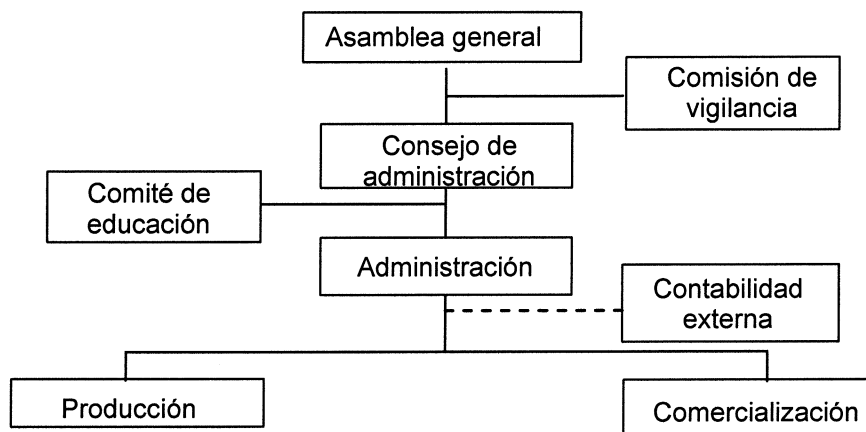 Asamblea general
Comisión de
vigilancia
Consejo de
administración
Comité de
educación
Administración
Contabilidad
externa
Producción
Comercialización